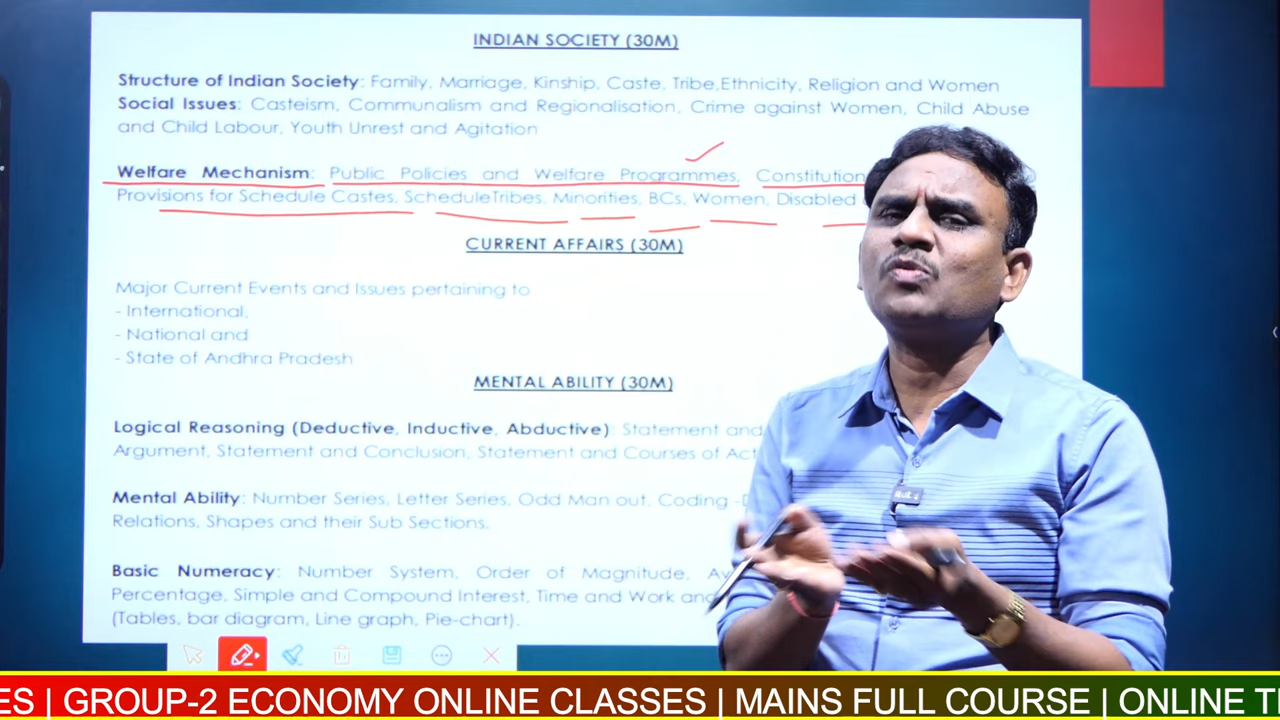 INDIAN SOCIETY (30M)
Structure of Indian Society: Family, Marriage, Kinship, Caste, Tribe,Ethnicity, Religion and Women
Social Issues: Casteism, Communalism and Regionalisation, Crime against Women, Child Abuse
and Child Labour, Youth Unrest and Agitation
Welfare Mechanism: Public Policies and Welfare Programmes, Constitution
Provisions for Schedule Castes, ScheduleTribes, Minorities, BCs, Women, Disabled
CURRENT AFFAIRS (30M)
Major Current Events and Issues pertaining to
- International,
- National and
- State of Andhra Pradesh
MENTAL ABILITY (30M)
Logical Reasoning (Deductive, Inductive, Abductive): Statement and
Argument, Statement and Conclusion, Statement and Courses of Act
Mental Ability: Number Series, Letter Series, Odd Man out, Coding -D
Relations, Shapes and their Sub Sections.
Basic Numeracy: Number System, Order of Magnitude, Av
Percentage, Simple and Compound Interest, Time and Work an
(Tables, bar diagram, Line graph, Pie-chart).
ES | GROUP-2 ECONOMY ONLINE CLASSES | MAINS FULL COURSE | ONLINE T